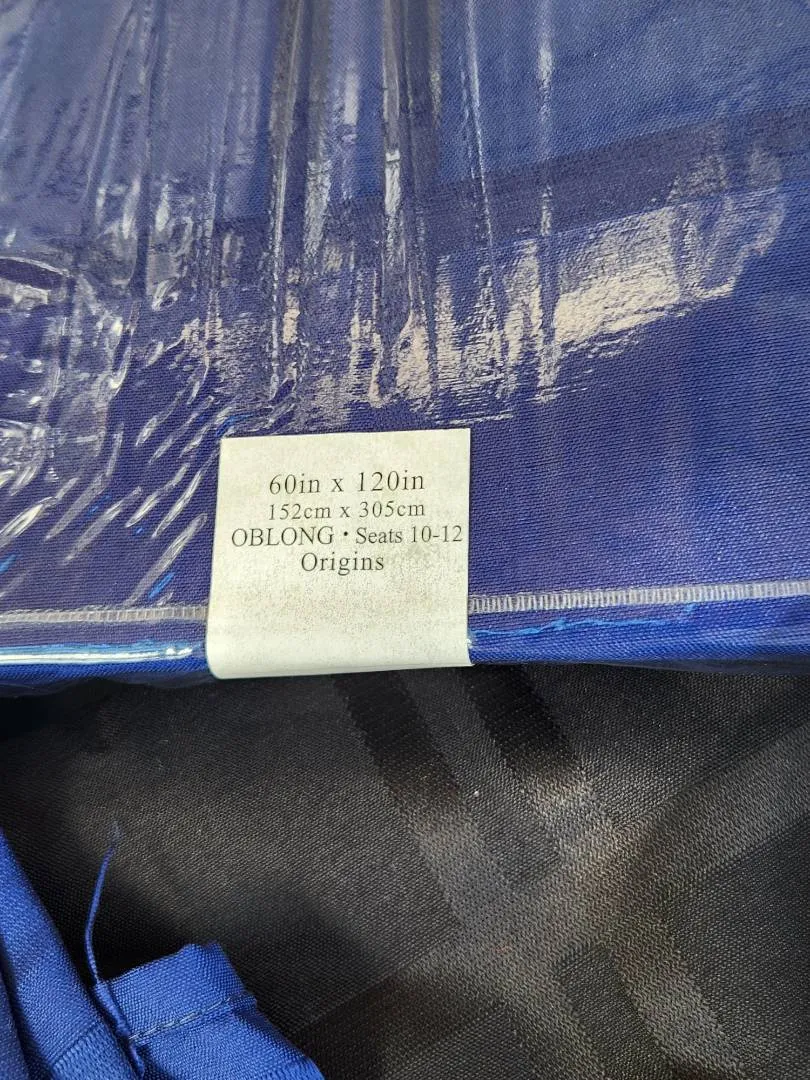 60in x 120in
152cm x 305cm
OBLONG • Seats 10-12
Origins